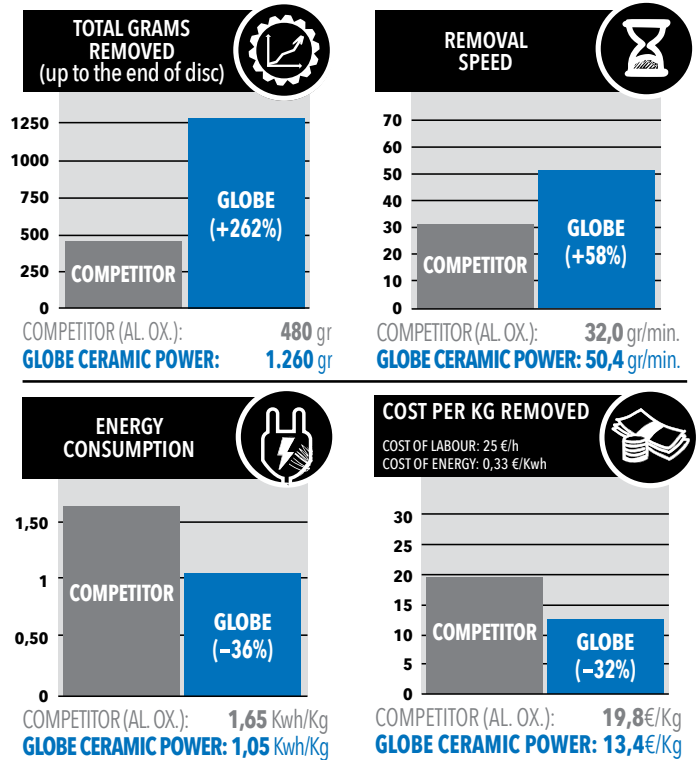 TOTAL GRAMS
REMOVED
(up to the end of disc)
1250
1000
750
500
250
0
COMPETITOR
GLOBE
(+262%)
COMPETITOR (AL. OX.): 480 gr
GLOBE CERAMIC POWER: 1.260 gr
REMOVAL
SPEED
70
60
50
40
30
20
10
0
COMPETITOR
GLOBE
(+58%)
COMPETITOR (AL. OX.): 32,0 gr/min.
GLOBE CERAMIC POWER: 50,4 gr/min.
ENERGY
CONSUMPTION
1,50
1
0,50
0
COMPETITOR
GLOBE
(−36%)
COMPETITOR (AL. OX.): 1,65 Kwh/Kg
GLOBE CERAMIC POWER: 1,05 Kwh/Kg
COST PER KG REMOVED
COST OF LABOUR: 25 €/h
COST OF ENERGY: 0,33 €/Kwh
30
25
20
15
10
5
0
COMPETITOR
GLOBE
(−32%)
COMPETITOR (AL. OX.): 19,8€/Kg
GLOBE CERAMIC POWER: 13,4€/Kg